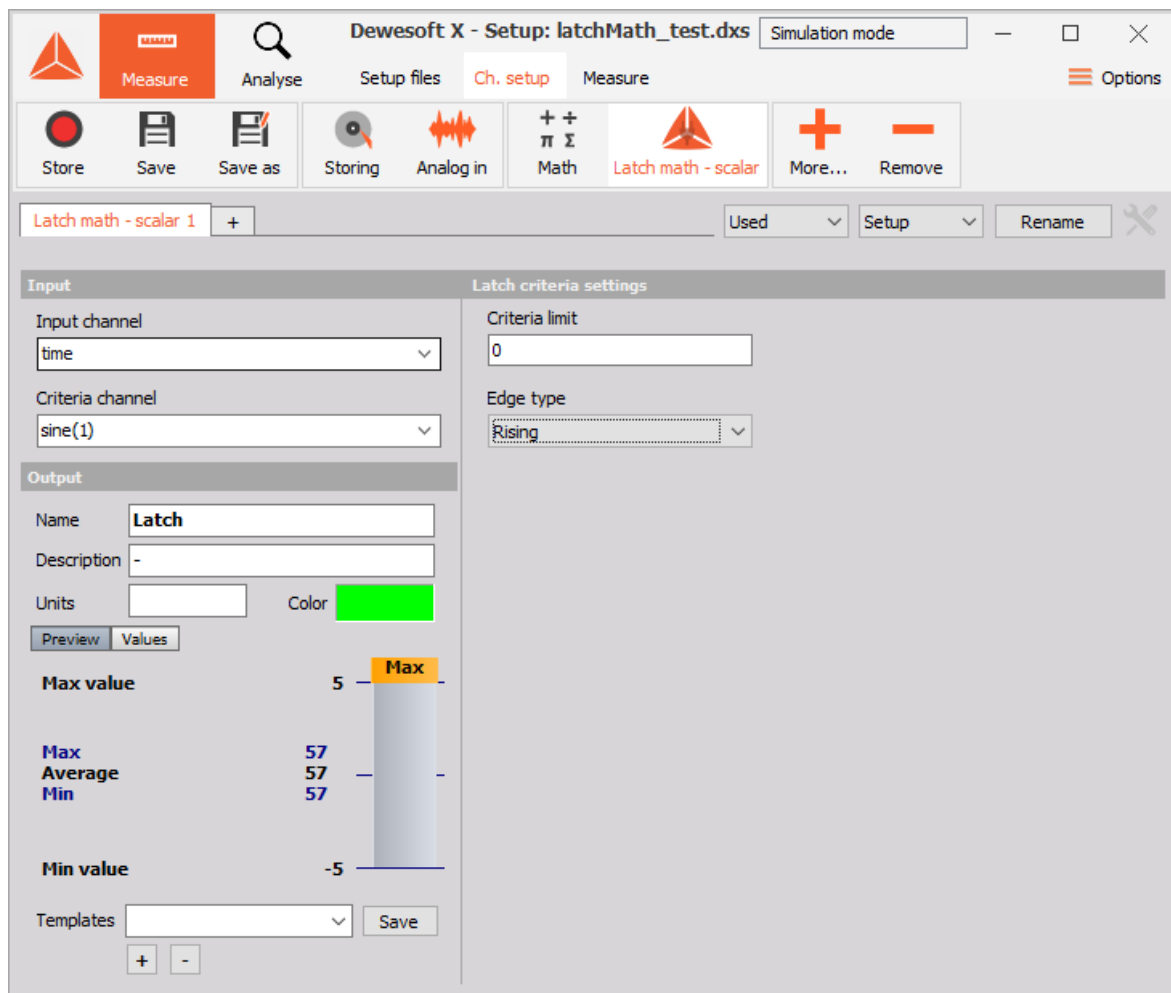 Dewesoft X - Setup: latchMath_test.dxs
Simulation mode
Measure
Analyse
Setup files
Ch. setup
Measure
Options
Store
Save
Save as
Storing
Analog in
+ ÷
π Σ
Math
Latch math - scalar
More...
Remove
Latch math - scalar 1
+
Used
Setup
Rename
Input
Latch criteria settings
Input channel
time
Criteria channel
sine(1)
Criteria limit
0
Edge type
Rising
Output
Name
Latch
Description
-
Units
Color
Preview
Values
Max
Max value 5
Max 57
Average 57
Min 57
Min value -5
Templates
Save
+
-